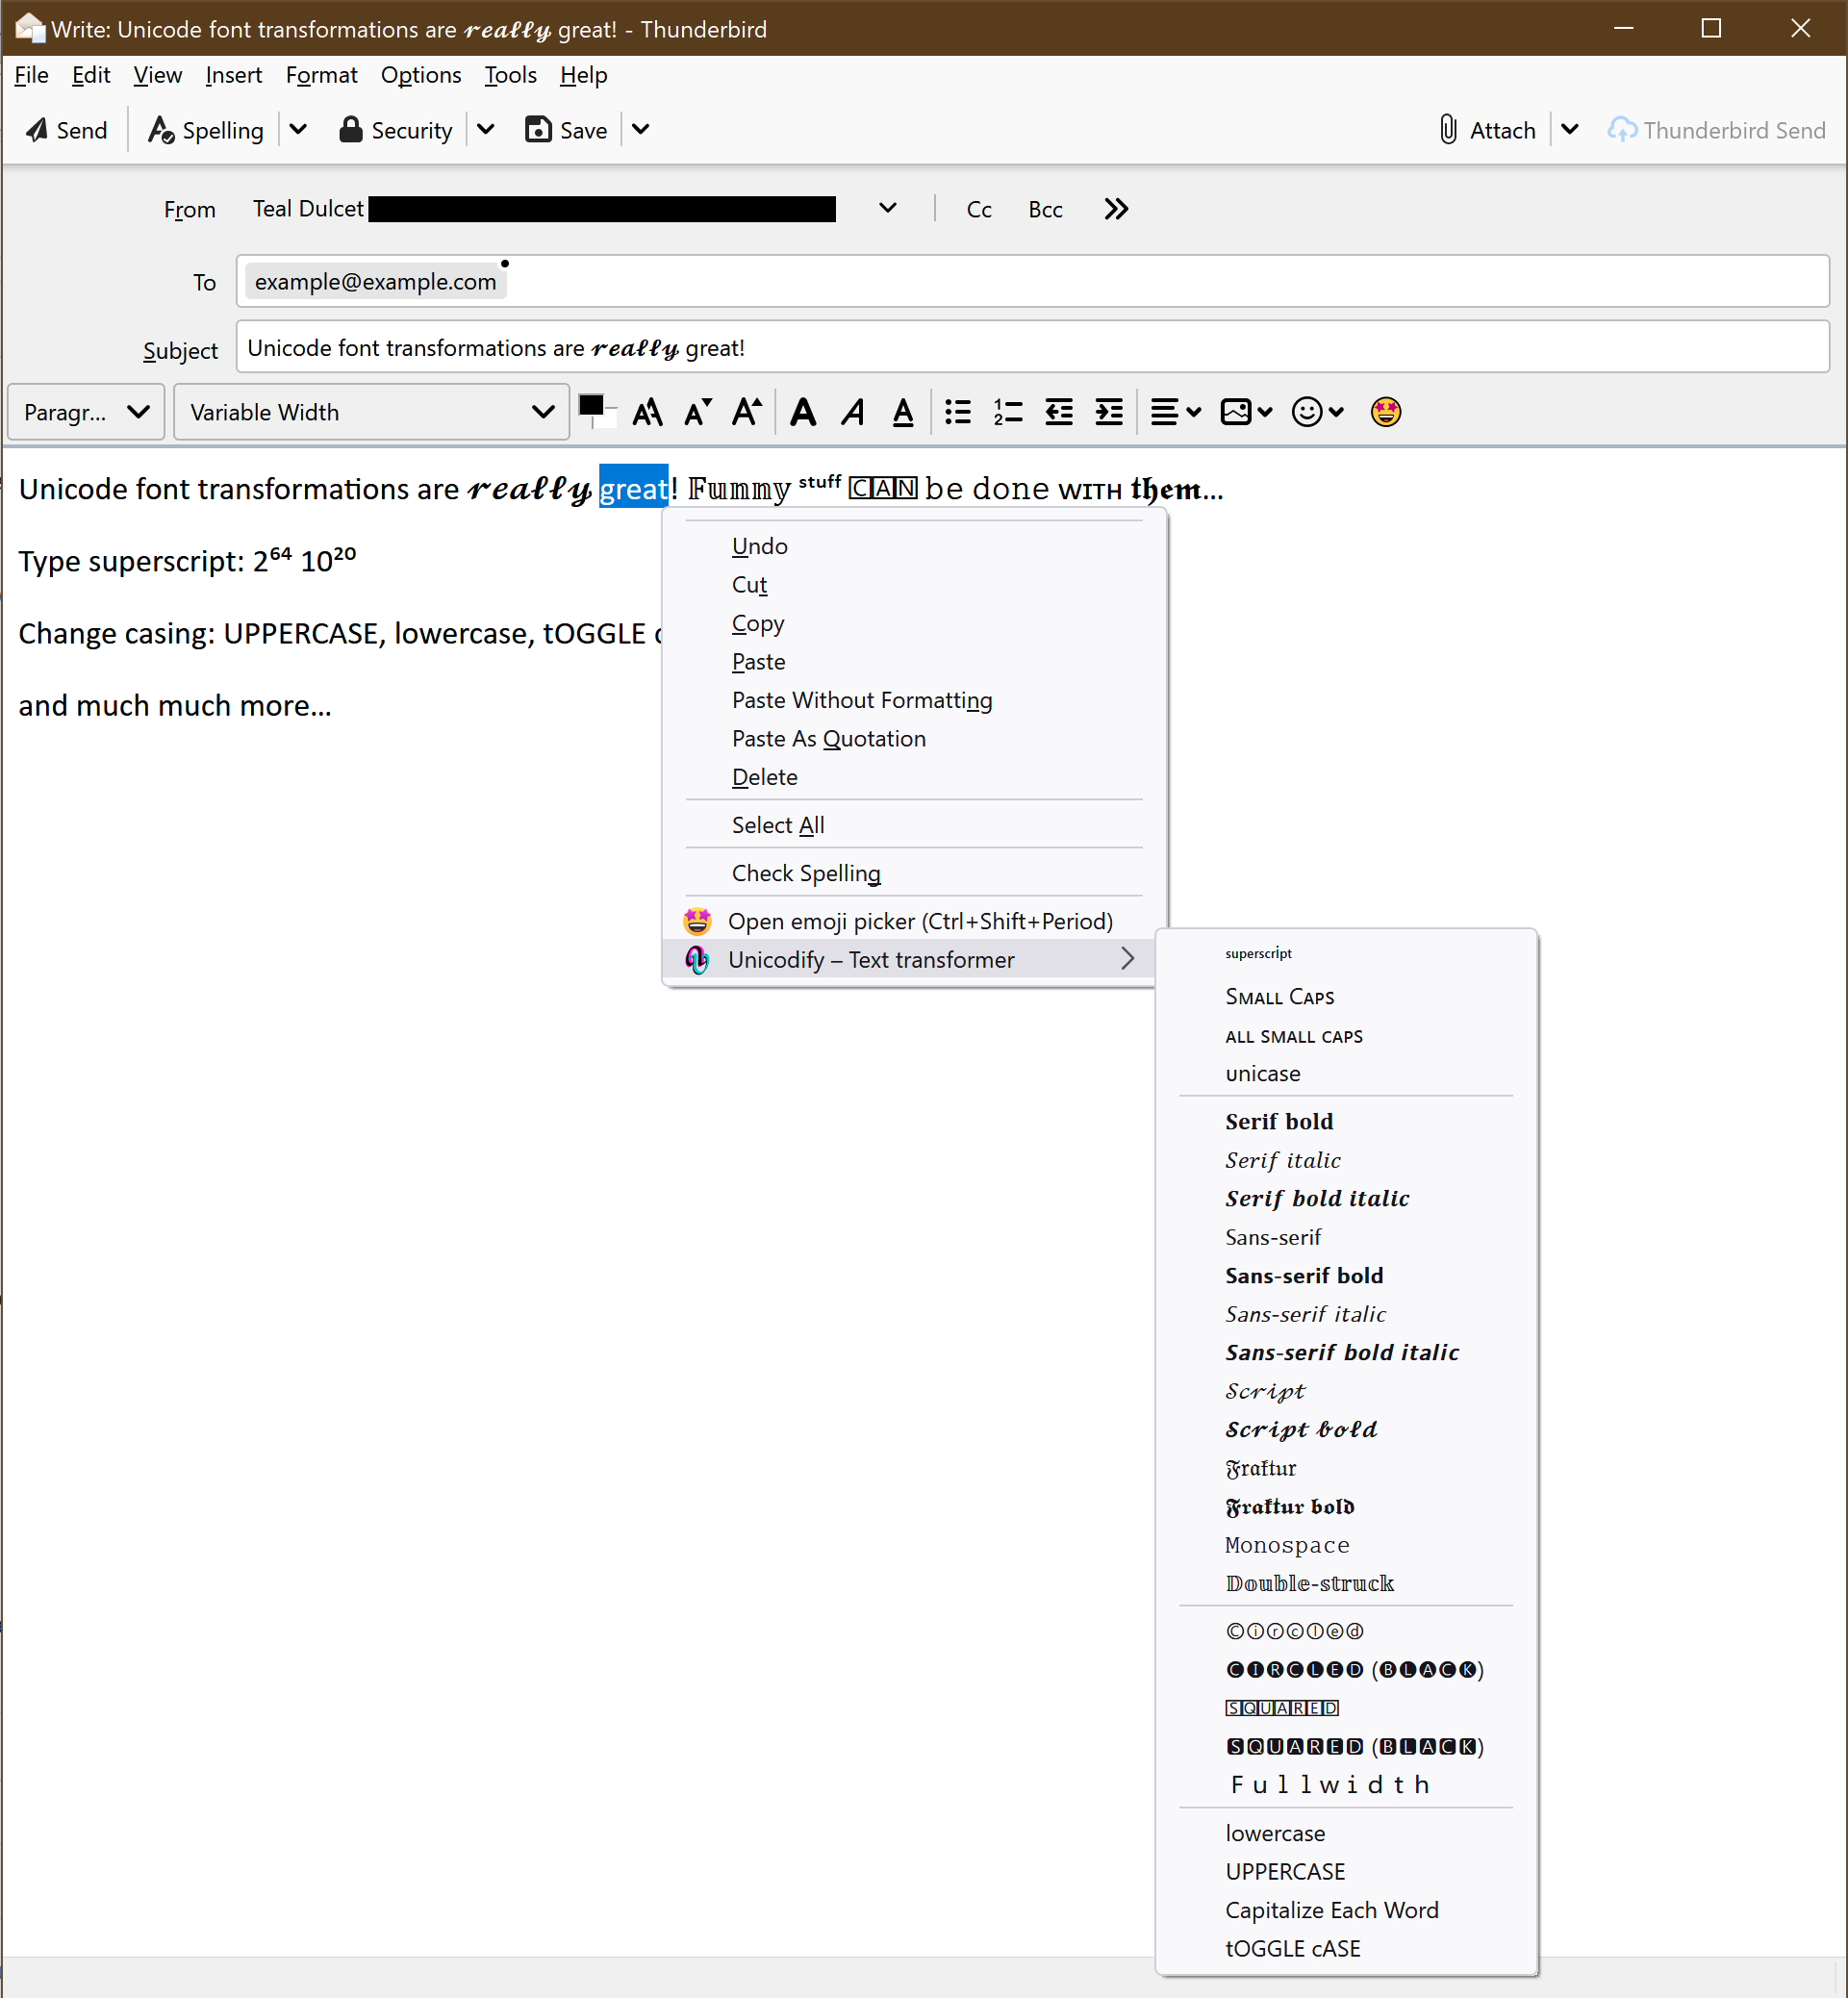 Write: Unicode font transformations are 𝓻𝓮𝓪𝓵𝓵𝔂 great! - Thunderbird
File Edit View Insert Format Options Tools Help
Send Spelling Security Save Attach Thunderbird Send
From Teal Dulcet Cc Bcc
To example@example.com
Subject Unicode font transformations are 𝓻𝓮𝓪𝓵𝓵𝔂 great!
Paragr... Variable Width
Unicode font transformations are 𝓻𝓮𝓪𝓵𝓵𝔂 great! 𝔽𝕦𝕟𝕟𝕪 ˢᵗᵘᶠᶠ 🄲🄰🄽 𝚋𝚎 𝚍𝚘𝚗𝚎 ᴡɪᴛʜ 𝖙𝖍𝖊𝖒…
Type superscript: 2⁶⁴ 10²⁰
Change casing: UPPERCASE, lowercase, tOGGLE
and much much more…
Undo
Cut
Copy
Paste
Paste Without Formatting
Paste As Quotation
Delete
Select All
Check Spelling
Open emoji picker (Ctrl+Shift+Period)
Unicodify – Text transformer
ˢᵘᵖᵉʳˢᶜʳⁱᵖᵗ
Sᴍᴀʟʟ Cᴀᴘꜱ
ᴀʟʟ ꜱᴍᴀʟʟ ᴄᴀᴘꜱ
unicase
𝐒𝐞𝐫𝐢𝐟 𝐛𝐨𝐥𝐝
𝑆𝑒𝑟𝑖𝑓 𝑖𝑡𝑎𝑙𝑖𝑐
𝑺𝒆𝒓𝒊𝒇 𝒃𝒐𝒍𝒅 𝒊𝒕𝒂𝒍𝒊𝒄
𝖲𝖺𝗇𝗌-𝗌𝖾𝗋𝗂𝖿
𝗦𝗮𝗻𝘀-𝘀𝗲𝗿𝗶𝗳 𝗯𝗼𝗹𝗱
𝘚𝘢𝘯𝘴-𝘴𝘦𝘳𝘪𝘧 𝘪𝘵𝘢𝘭𝘪𝘤
𝙎𝙖𝙣𝙨-𝙨𝙚𝙧𝙞𝙛 𝙗𝙤𝙡𝙙 𝙞𝙩𝙖𝙡𝙞𝙘
𝒮𝒸𝓇𝒾𝓅𝓉
𝓢𝓬𝓻𝓲𝓹𝓽 𝓫𝓸𝓵𝓭
𝔉𝔯𝔞𝔨𝔱𝔲𝔯
𝕱𝖗𝖆𝖐𝖙𝖚𝖗 𝖇𝖔𝖑𝖉
𝙼𝚘𝚗𝚘𝚜𝚙𝚊𝚌𝚎
𝔻𝕠𝕦𝕓𝕝𝕖-𝕤𝕥𝕣𝕦𝕔𝕜
Ⓒⓘⓡⓒⓛⓔⓓ
🅒🅘🅡🅒🅛🅔🅓 (🅑🅛🅐🅒🅚)
🅂🅀🅄🄰🅁🄴🄳
🆂🆀🆄🅰🆁🅴🅳 (🅱🅻🅰🅲🅺)
Ｆｕｌｌｗｉｄｔｈ
lowercase
UPPERCASE
Capitalize Each Word
tOGGLE cASE